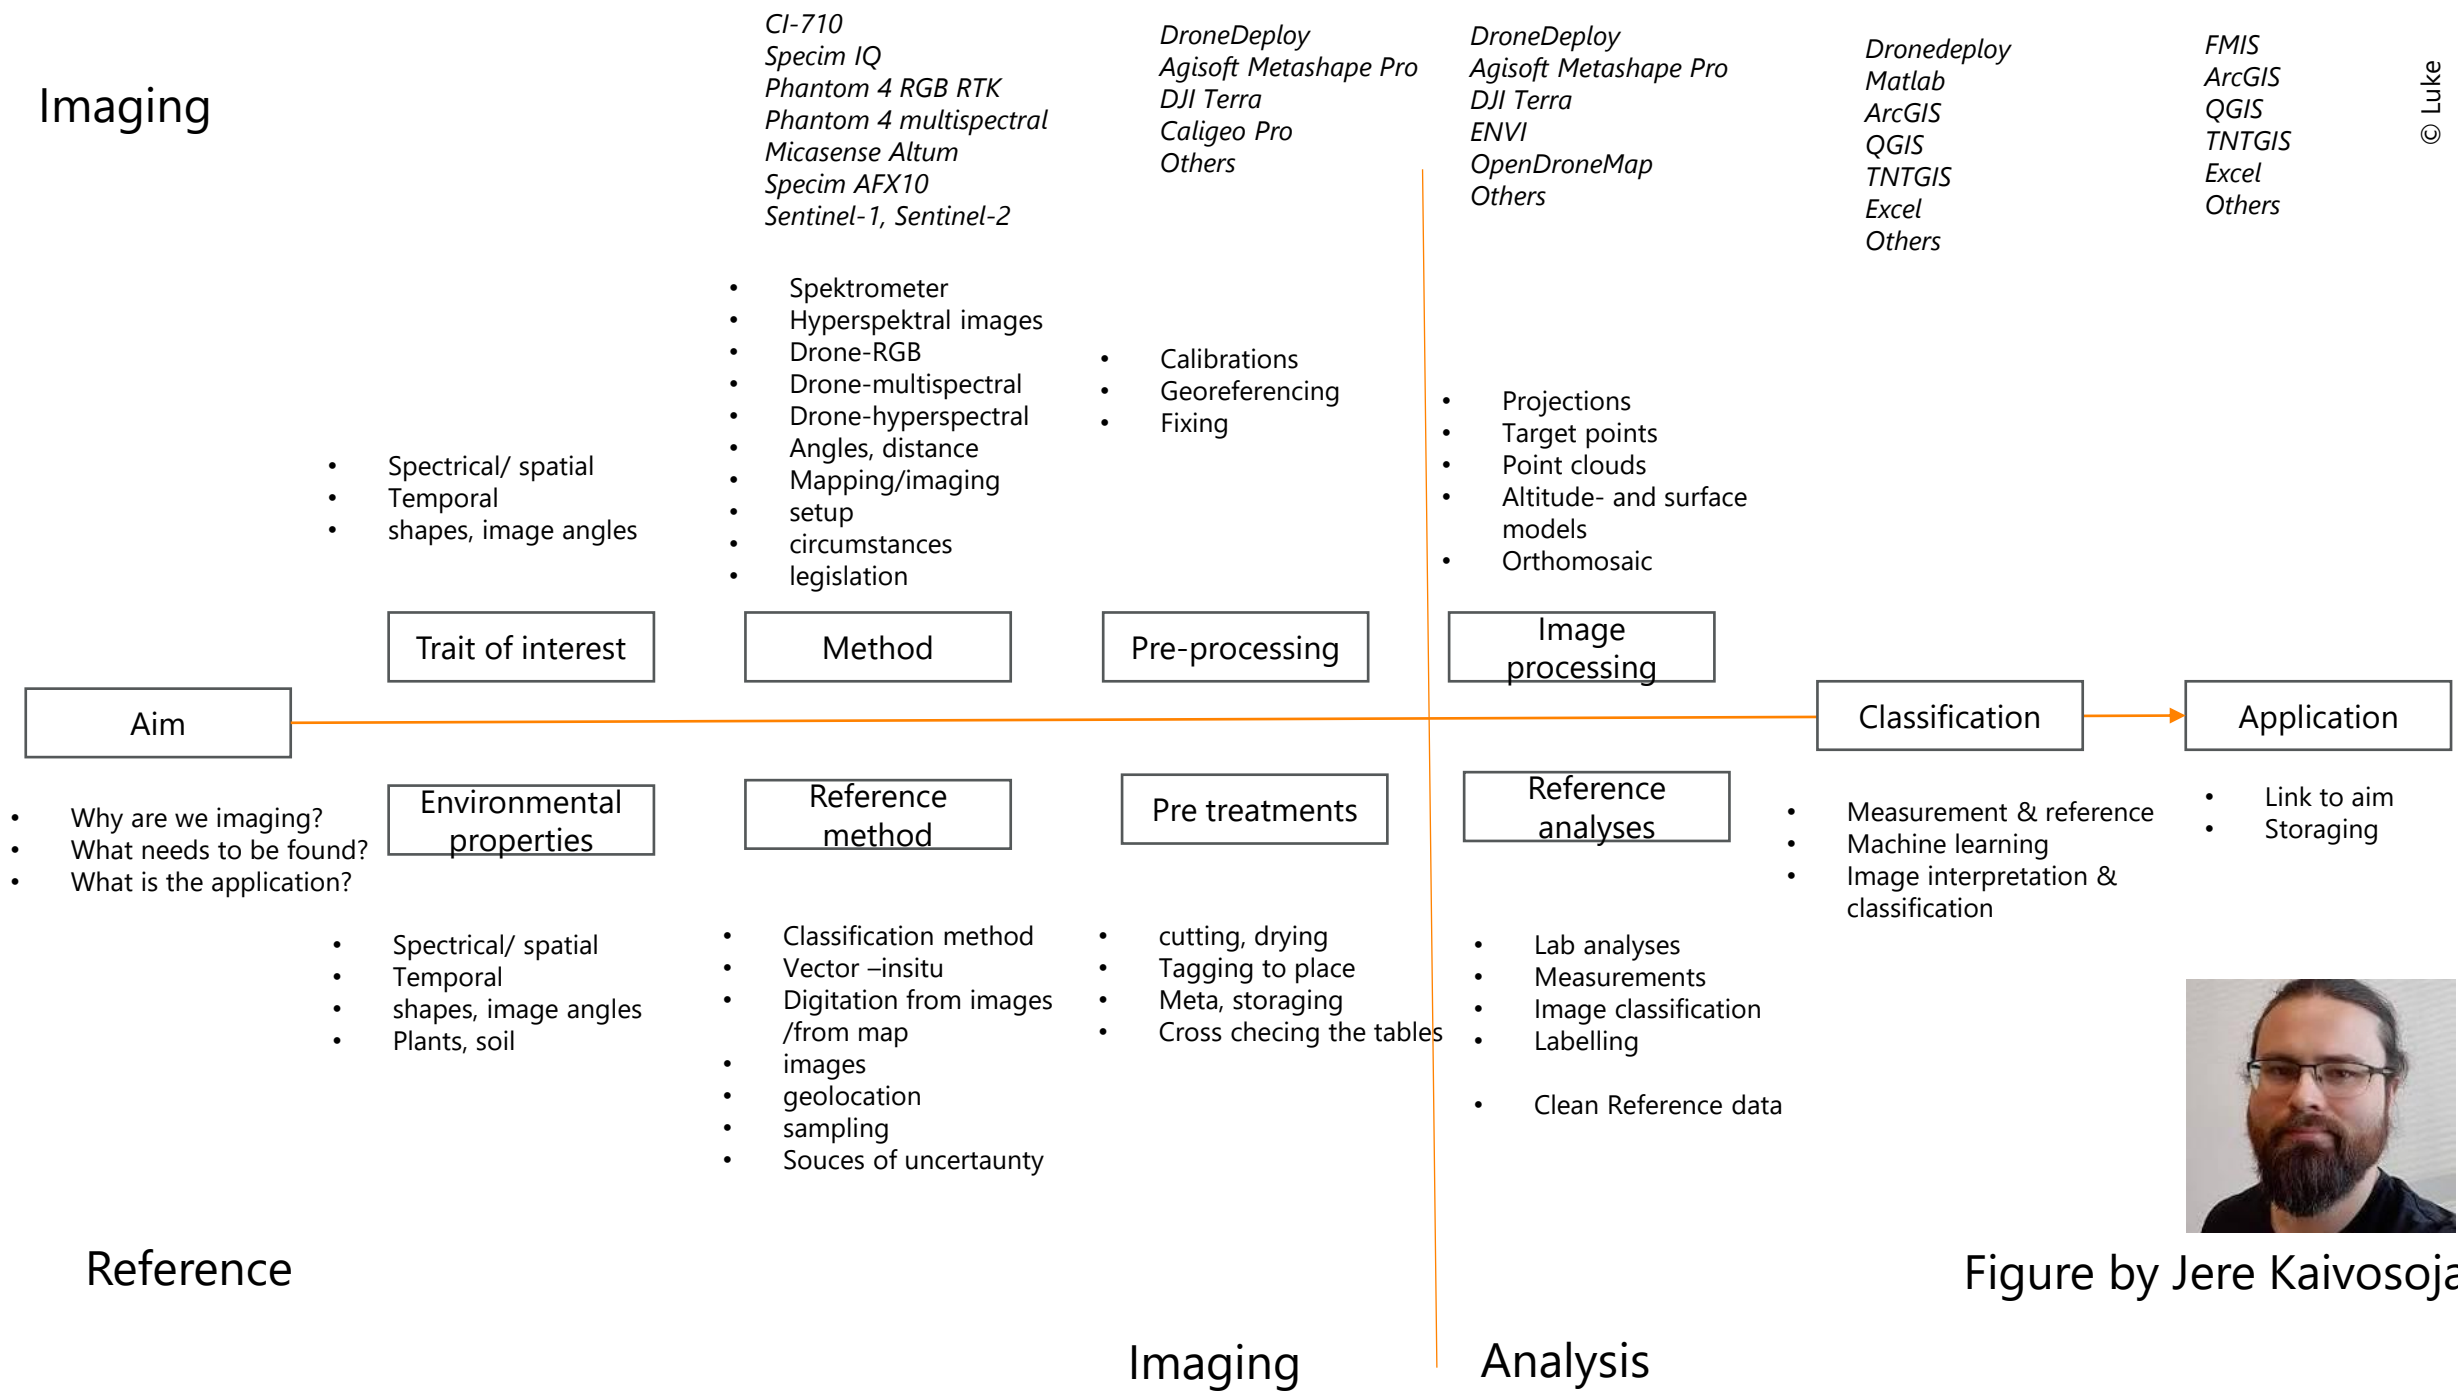 Imaging
CI-710
Specim IQ
Phantom 4 RGB RTK
Phantom 4 multispectral
Micasense Altum
Specim AFX10
Sentinel-1, Sentinel-2
DroneDeploy
Agisoft Metashape Pro
DJI Terra
Caligeo Pro
Others
DroneDeploy
Agisoft Metashape Pro
DJI Terra
ENVI
OpenDroneMap
Others
Dronedeploy
Matlab
ArcGIS
QGIS
TNTGIS
Excel
Others
FMIS
ArcGIS
QGIS
TNTGIS
Excel
Others
© Luke
• Spectrical/ spatial
• Temporal
• shapes, image angles
• Spektrometer
• Hyperspektral images
• Drone-RGB
• Drone-multispectral
• Drone-hyperspectral
• Angles, distance
• Mapping/imaging
• setup
• circumstances
• legislation
• Calibrations
• Georeferencing
• Fixing
• Projections
• Target points
• Point clouds
• Altitude- and surface
models
• Orthomosaic
Trait of interest
Method
Pre-processing
Image
processing
Aim
Classification
Application
Environmental
properties
Reference
method
Pre treatments
Reference
analyses
• Why are we imaging?
• What needs to be found?
• What is the application?
• Spectrical/ spatial
• Temporal
• shapes, image angles
• Plants, soil
• Classification method
• Vector –insitu
• Digitation from images
/from map
• images
• geolocation
• sampling
• Souces of uncertaunty
• cutting, drying
• Tagging to place
• Meta, storaging
• Cross checing the tables
• Lab analyses
• Measurements
• Image classification
• Labelling
• Clean Reference data
• Measurement & reference
• Machine learning
• Image interpretation &
classification
• Link to aim
• Storaging
Reference
Figure by Jere Kaivosoja
Imaging
Analysis